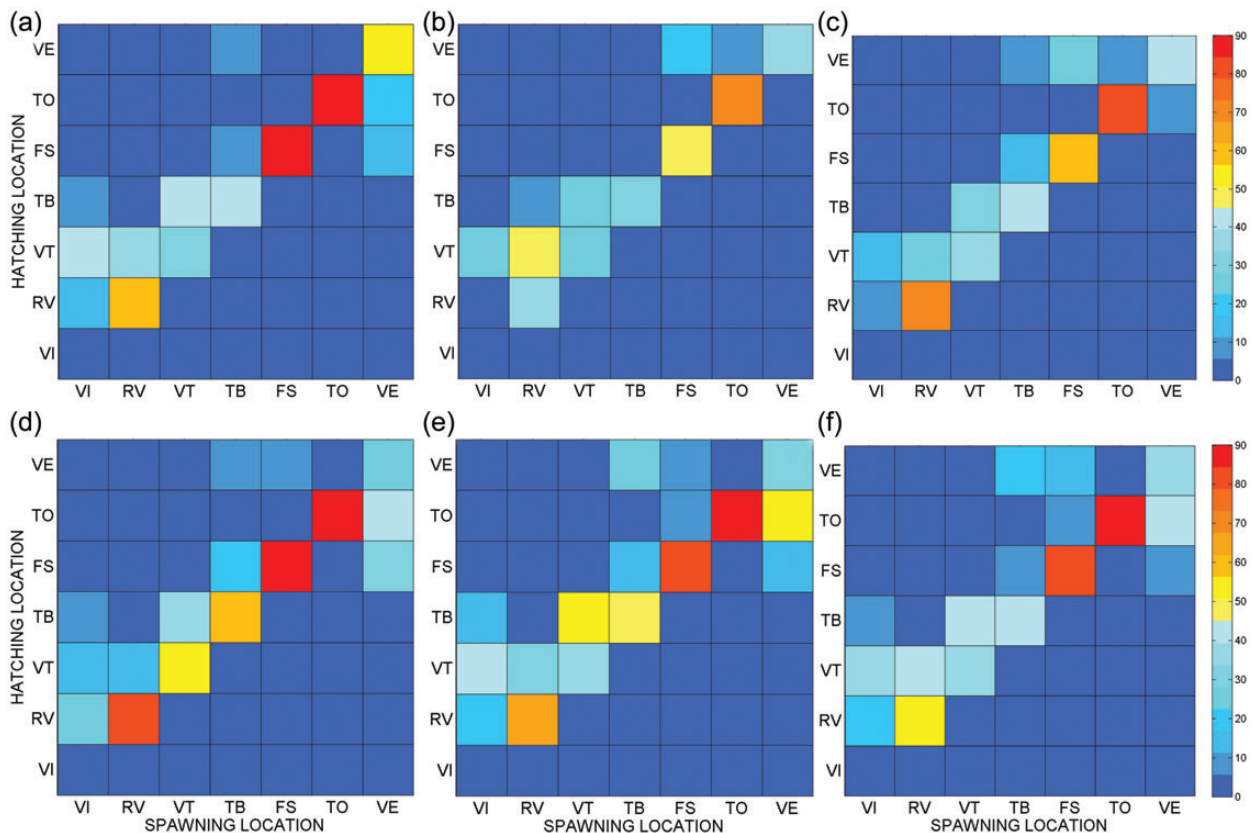 (a) (b) (c)
VE
TO
FS
TB
VT
RV
VI
HATCHING LOCATION
VI RV VT TB FS TO VE
VE
TO
FS
TB
VT
RV
VI
VI RV VT TB FS TO VE
VE
TO
FS
TB
VT
RV
VI
VI RV VT TB FS TO VE
90
80
70
60
50
40
30
20
10
0
(d) (e) (f)
VE
TO
FS
TB
VT
RV
VI
HATCHING LOCATION
VI RV VT TB FS TO VE
SPAWNING LOCATION
VE
TO
FS
TB
VT
RV
VI
VI RV VT TB FS TO VE
SPAWNING LOCATION
VE
TO
FS
TB
VT
RV
VI
VI RV VT TB FS TO VE
SPAWNING LOCATION
90
80
70
60
50
40
30
20
10
0